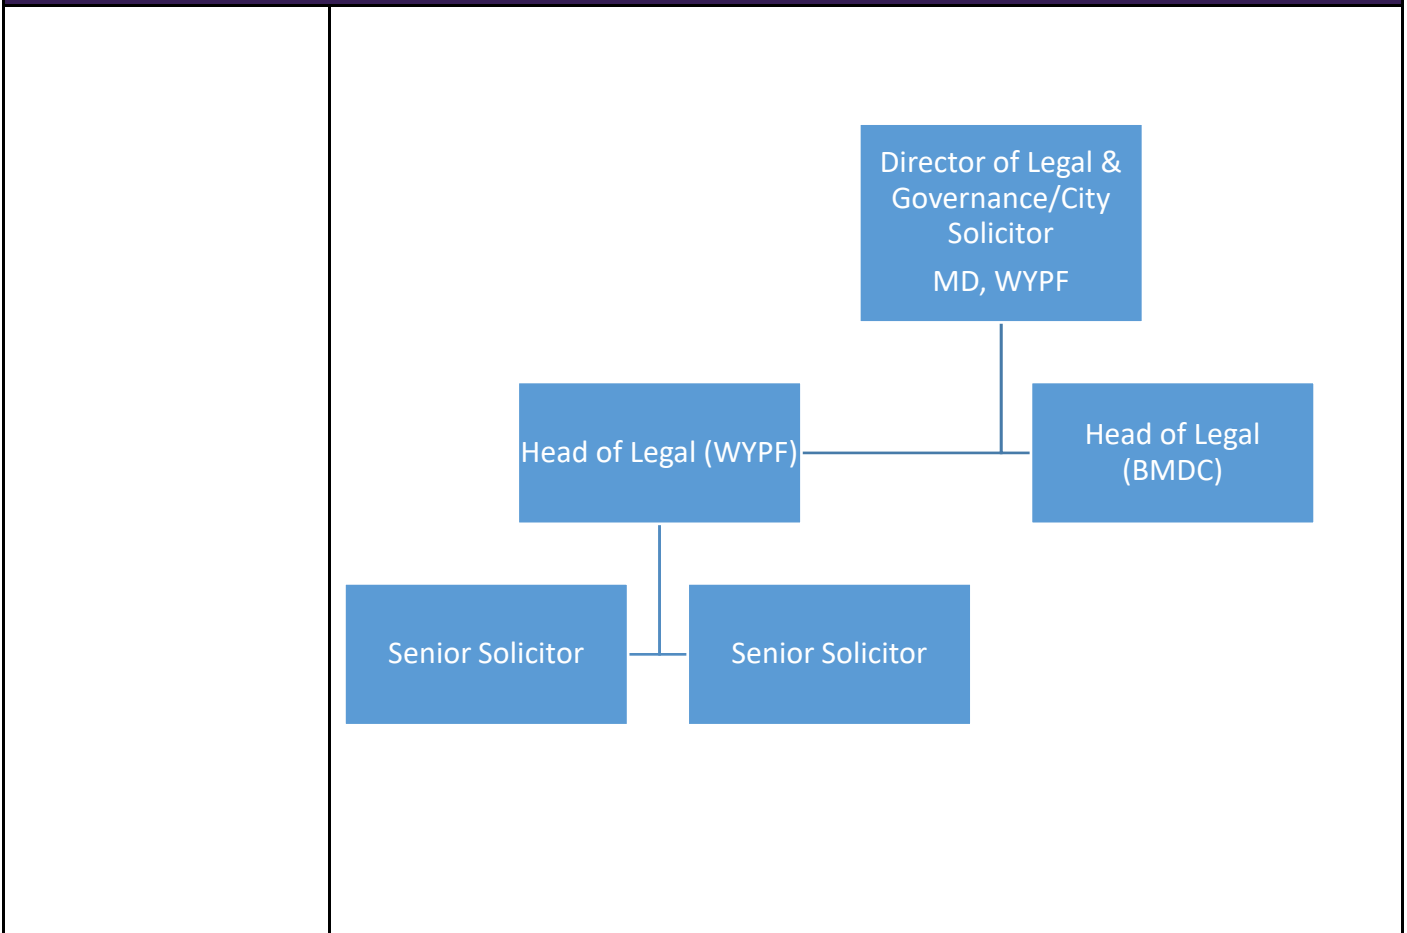 Director of Legal &
Governance/City
Solicitor
MD, WYPF
Head of Legal (WYPF)
Head of Legal
(BMDC)
Senior Solicitor
Senior Solicitor